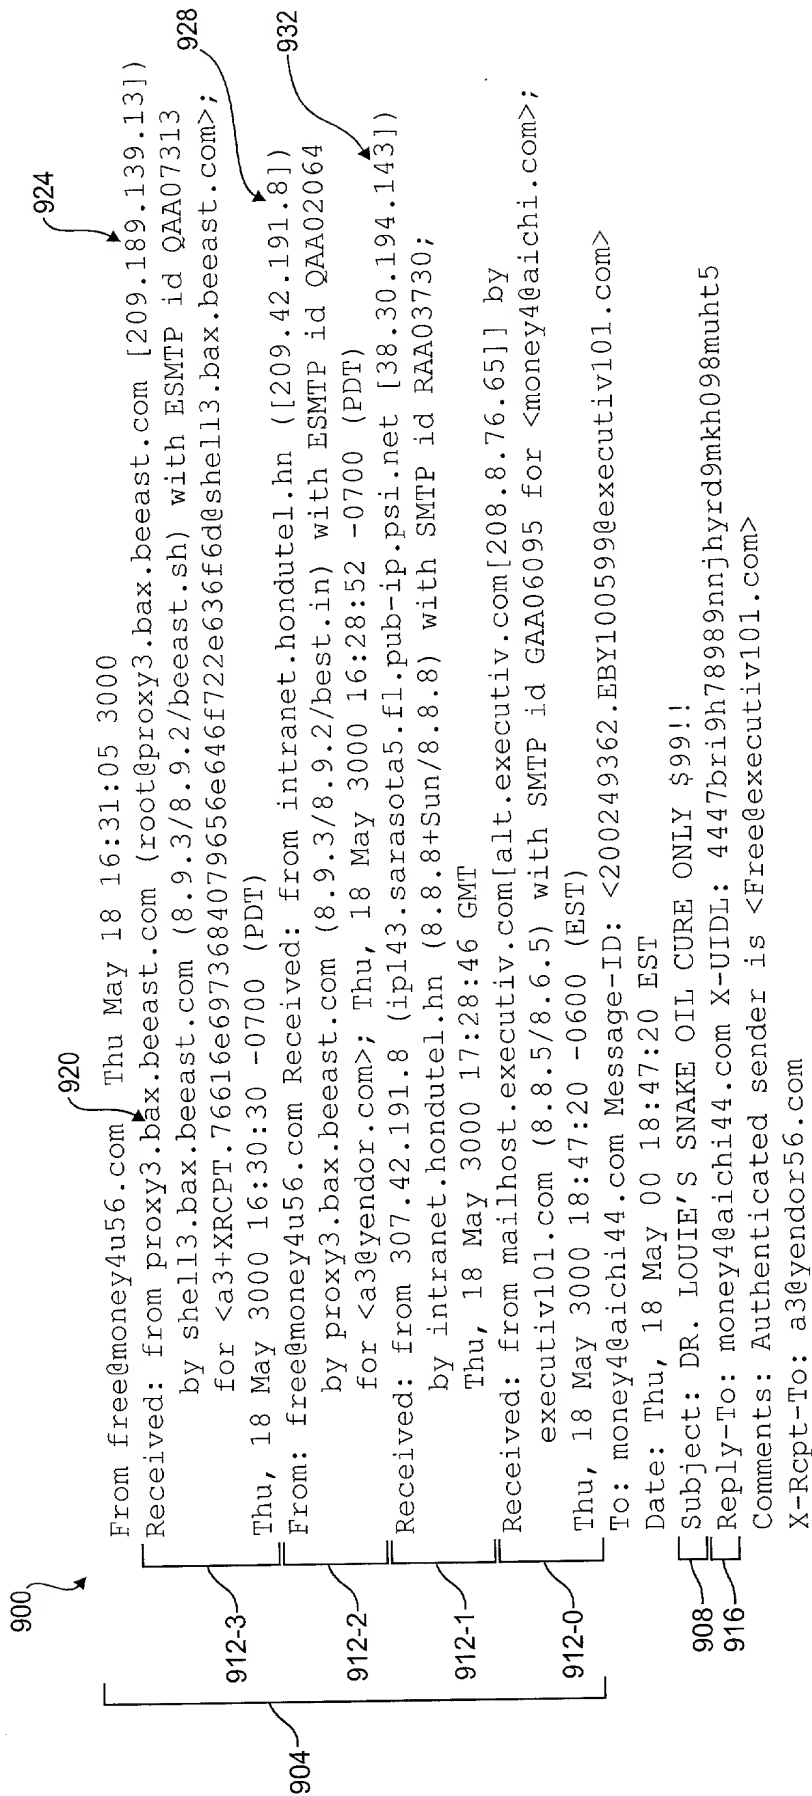 900
904
912-3
912-2
912-1
912-0
908
916
920
924
928
932
From free@money4u56.com Thu May 18 16:31:05 3000
Received: from proxy3.bax.beeast.com (root@proxy3.bax.beeast.com [209.189.139.13])
by shell3.bax.beeast.com (8.9.3/8.9.2/beeast.sh) with ESMTP id QAA07313
for <a3+XRCPT.76616e6973684079656e646f722e636f6d@shell3.bax.beeast.com>;
Thu, 18 May 3000 16:30:30 -0700 (PDT)
From: free@money4u56.com Received: from intranet.hondutel.hn ([209.42.191.8])
by proxy3.bax.beeast.com (8.9.3/8.9.2/best.in) with ESMTP id QAA02064
for <a3@yendor.com>; Thu, 18 May 3000 16:28:52 -0700 (PDT)
Received: from 307.42.191.8 (ip143.sarasota5.fl.pub-ip.psi.net [38.30.194.143])
by intranet.hondutel.hn (8.8.8+Sun/8.8.8) with SMTP id RAA03730;
Thu, 18 May 3000 17:28:46 GMT
Received: from mailhost.executiv.com[alt.executiv.com[208.8.76.65]] by
executiv101.com (8.8.5/8.6.5) with SMTP id GAA06095 for <money4@aichi.com>;
Thu, 18 May 3000 18:47:20 -0600 (EST)
To: money4@aichi44.com Message-ID: <200249362.EBY100599@executiv101.com>
Date: Thu, 18 May 00 18:47:20 EST
Subject: DR. LOUIE'S SNAKE OIL CURE ONLY $99!!
Reply-To: money4@aichi44.com X-UIDL: 4447bri9h78989nnjhyrd9mkh098muht5
Comments: Authenticated sender is <Free@executiv101.com>
X-Rcpt-To: a3@yendor56.com